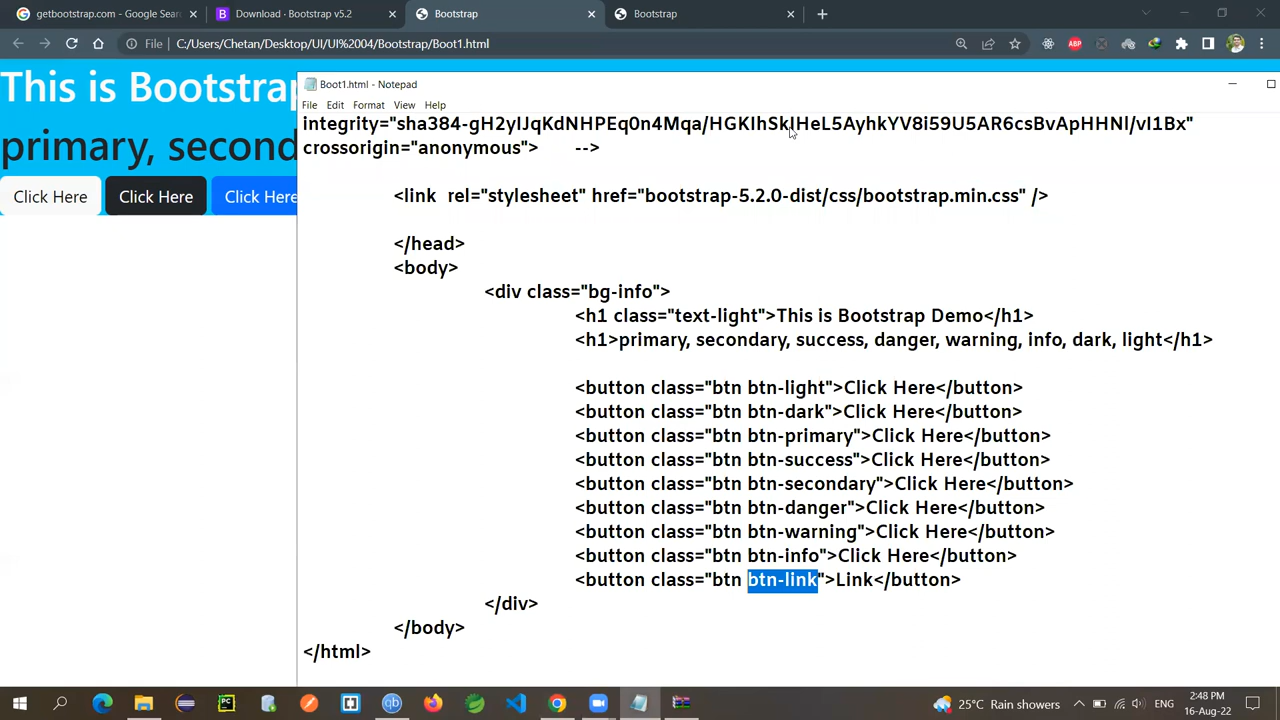 getbootstrap.com - Google Sear
Download · Bootstrap v5.2
Bootstrap
Bootstrap
File
C:/Users/Chetan/Desktop/UI/UI%2004/Bootstrap/Boot1.html
ABP
This is Bootstrap
primary, second
Click Here
Click Here
Click Here
Boot1.html - Notepad
File Edit Format View Help
integrity="sha384-gH2yIJqKdNHPEq0n4Mqa/HGKIhSkIHeL5AyhkYV8i59U5AR6csBvApHHNl/vI1Bx"
crossorigin="anonymous"> -->
<link rel="stylesheet" href="bootstrap-5.2.0-dist/css/bootstrap.min.css" />
</head>
<body>
<div class="bg-info">
<h1 class="text-light">This is Bootstrap Demo</h1>
<h1>primary, secondary, success, danger, warning, info, dark, light</h1>
<button class="btn btn-light">Click Here</button>
<button class="btn btn-dark">Click Here</button>
<button class="btn btn-primary">Click Here</button>
<button class="btn btn-success">Click Here</button>
<button class="btn btn-secondary">Click Here</button>
<button class="btn btn-danger">Click Here</button>
<button class="btn btn-warning">Click Here</button>
<button class="btn btn-info">Click Here</button>
<button class="btn btn-link">Link</button>
</div>
</body>
</html>
25°C Rain showers
ENG
2:48 PM
16-Aug-22